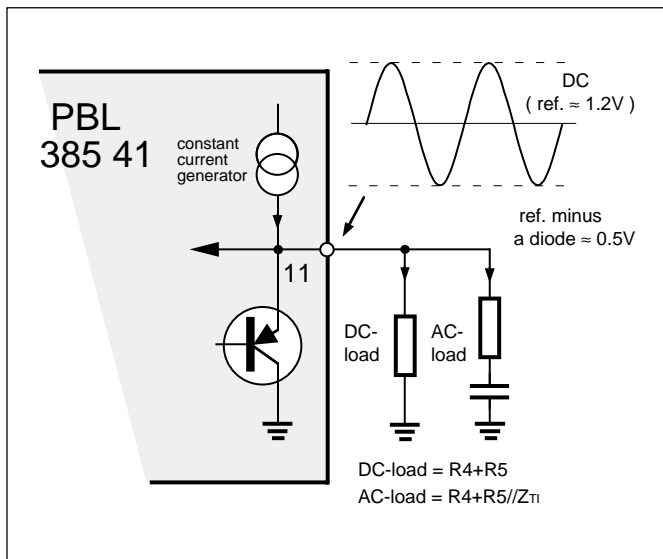 PBL
385 41
constant
current
generator
DC
( ref. ≈ 1.2V )
ref. minus
a diode ≈ 0.5V
11
DC-
load
AC-
load
DC-load = R4+R5
AC-load = R4+R5//ZTI